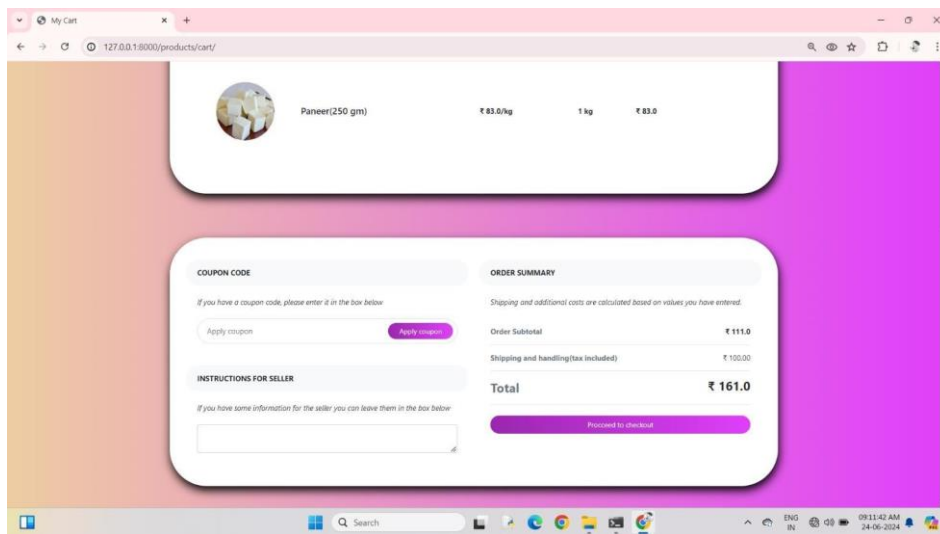 My Cart
127.0.0.1:8000/products/cart/
Paneer(250 gm) ₹ 83.0/kg 1 kg ₹ 83.0
COUPON CODE
If you have a coupon code, please enter it in the box below
Apply coupon Apply coupon
INSTRUCTIONS FOR SELLER
If you have some information for the seller you can leave them in the box below
ORDER SUMMARY
Shipping and additional costs are calculated based on values you have entered.
Order Subtotal ₹ 111.0
Shipping and handling(tax included) ₹ 100.00
Total ₹ 161.0
Procceed to checkout
Search
ENG
IN
09:11:42 AM
24-06-2024